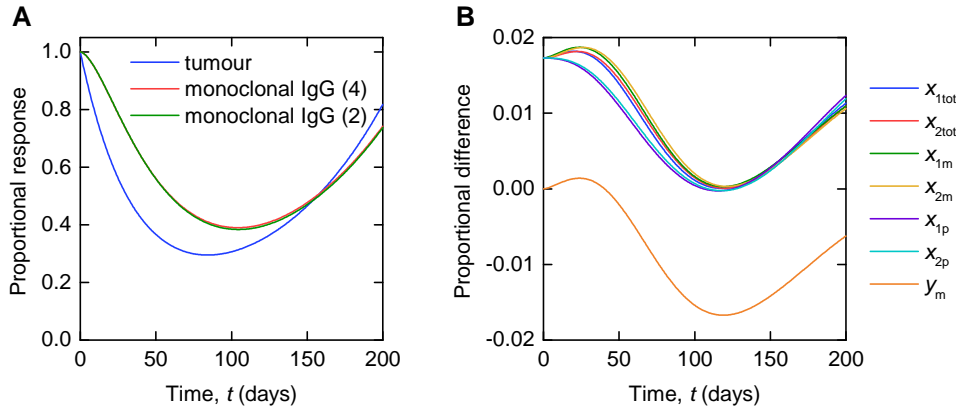 A
Proportional response
1.0
0.8
0.6
0.4
0.2
0.0
tumour
monoclonal IgG (4)
monoclonal IgG (2)
0 50 100 150 200
Time, t (days)
B
Proportional difference
0.02
0.01
0.00
-0.01
-0.02
0 50 100 150 200
Time, t (days)
x1tot
x2tot
x1m
x2m
x1p
x2p
ym